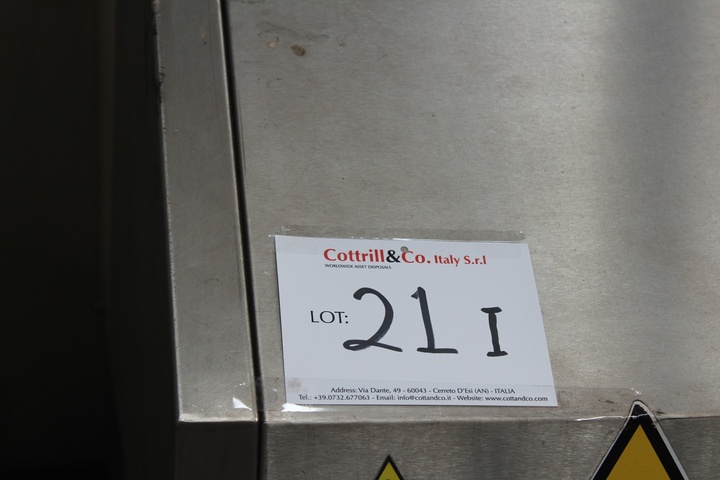 Cottrill&Co. Italy S.r.l
WORLDWIDE ASSET DISPOSALS
LOT: 21 I
Address: Via Dante, 49 - 60043 - Cerreto D'Esi (AN) - ITALIA
Tel.: +39.0732.677063 - Email: info@cottandco.it - Website: www.cottandco.com